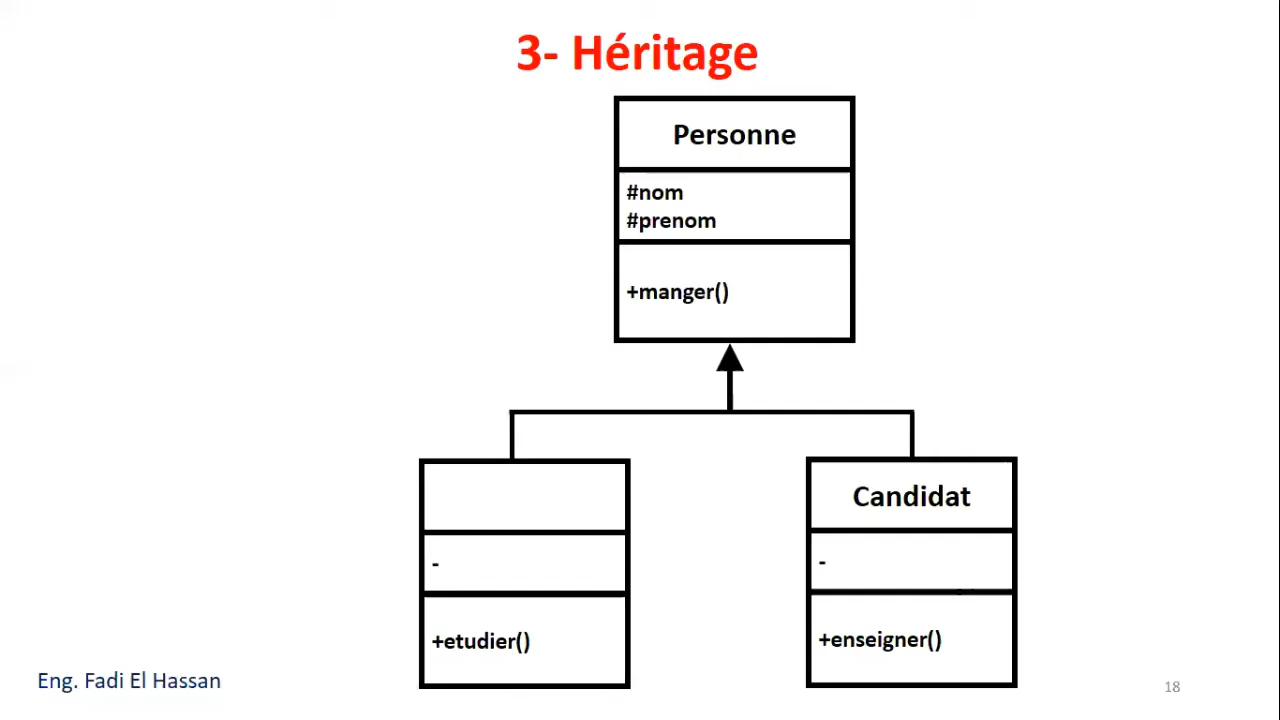 3- Héritage
Personne
#nom
#prenom
+manger()
-
+etudier()
Candidat
-
+enseigner()
Eng. Fadi El Hassan
18